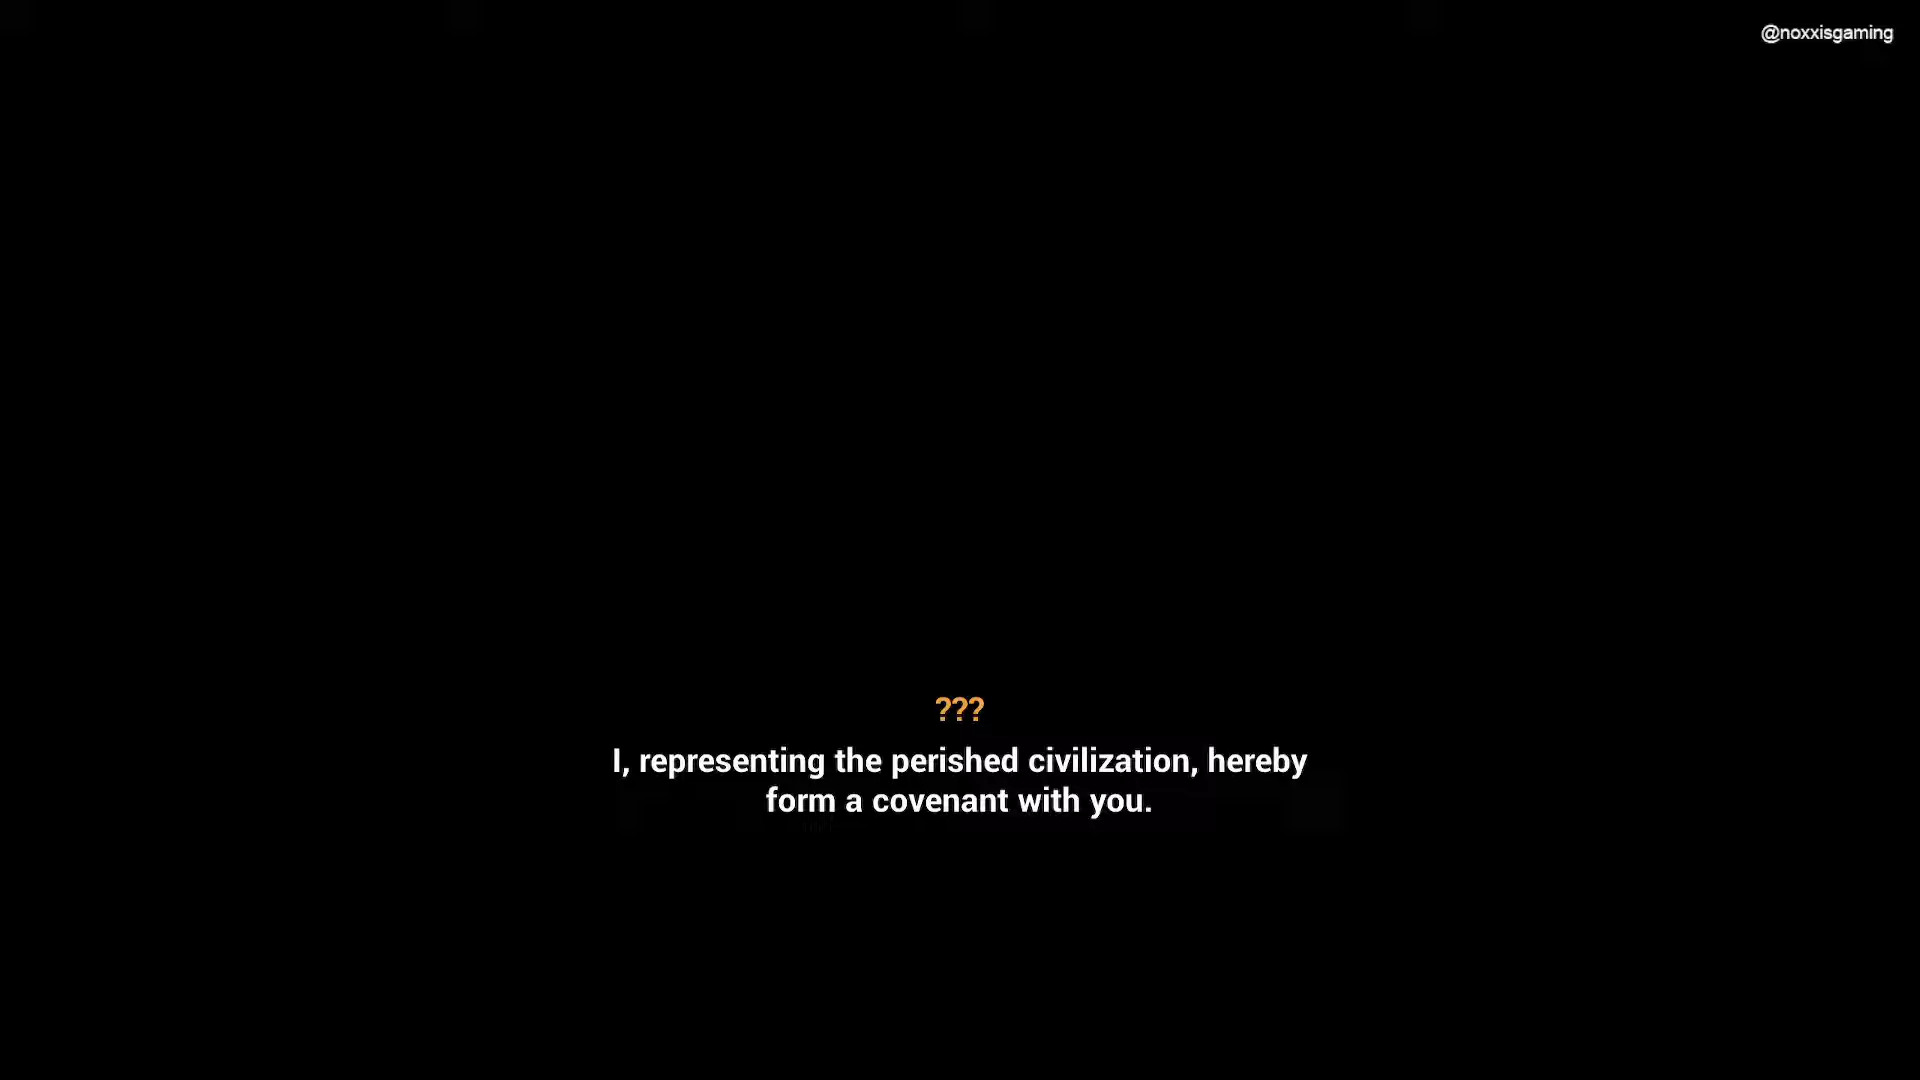 @noxxisgaming
???
I, representing the perished civilization, hereby
form a covenant with you.